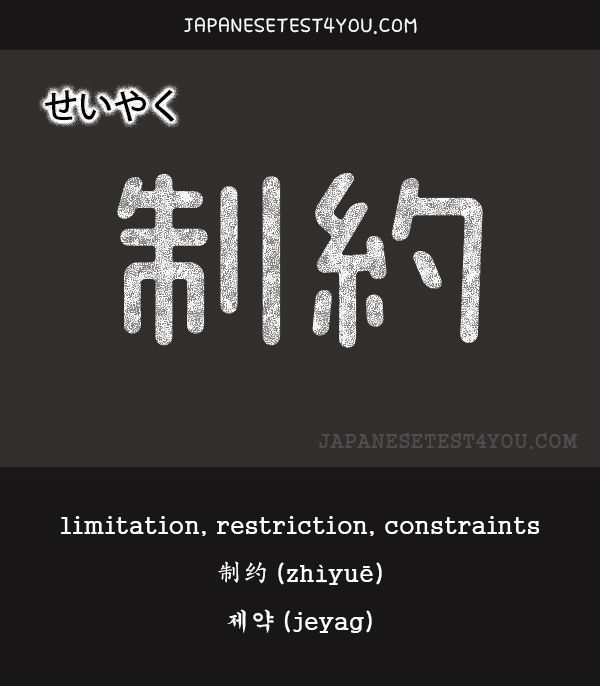 JAPANESETEST4YOU.COM
せいやく
制約
JAPANESETEST4YOU.COM
limitation, restriction, constraints
制约 (zhìyuē)
제약 (jeyag)